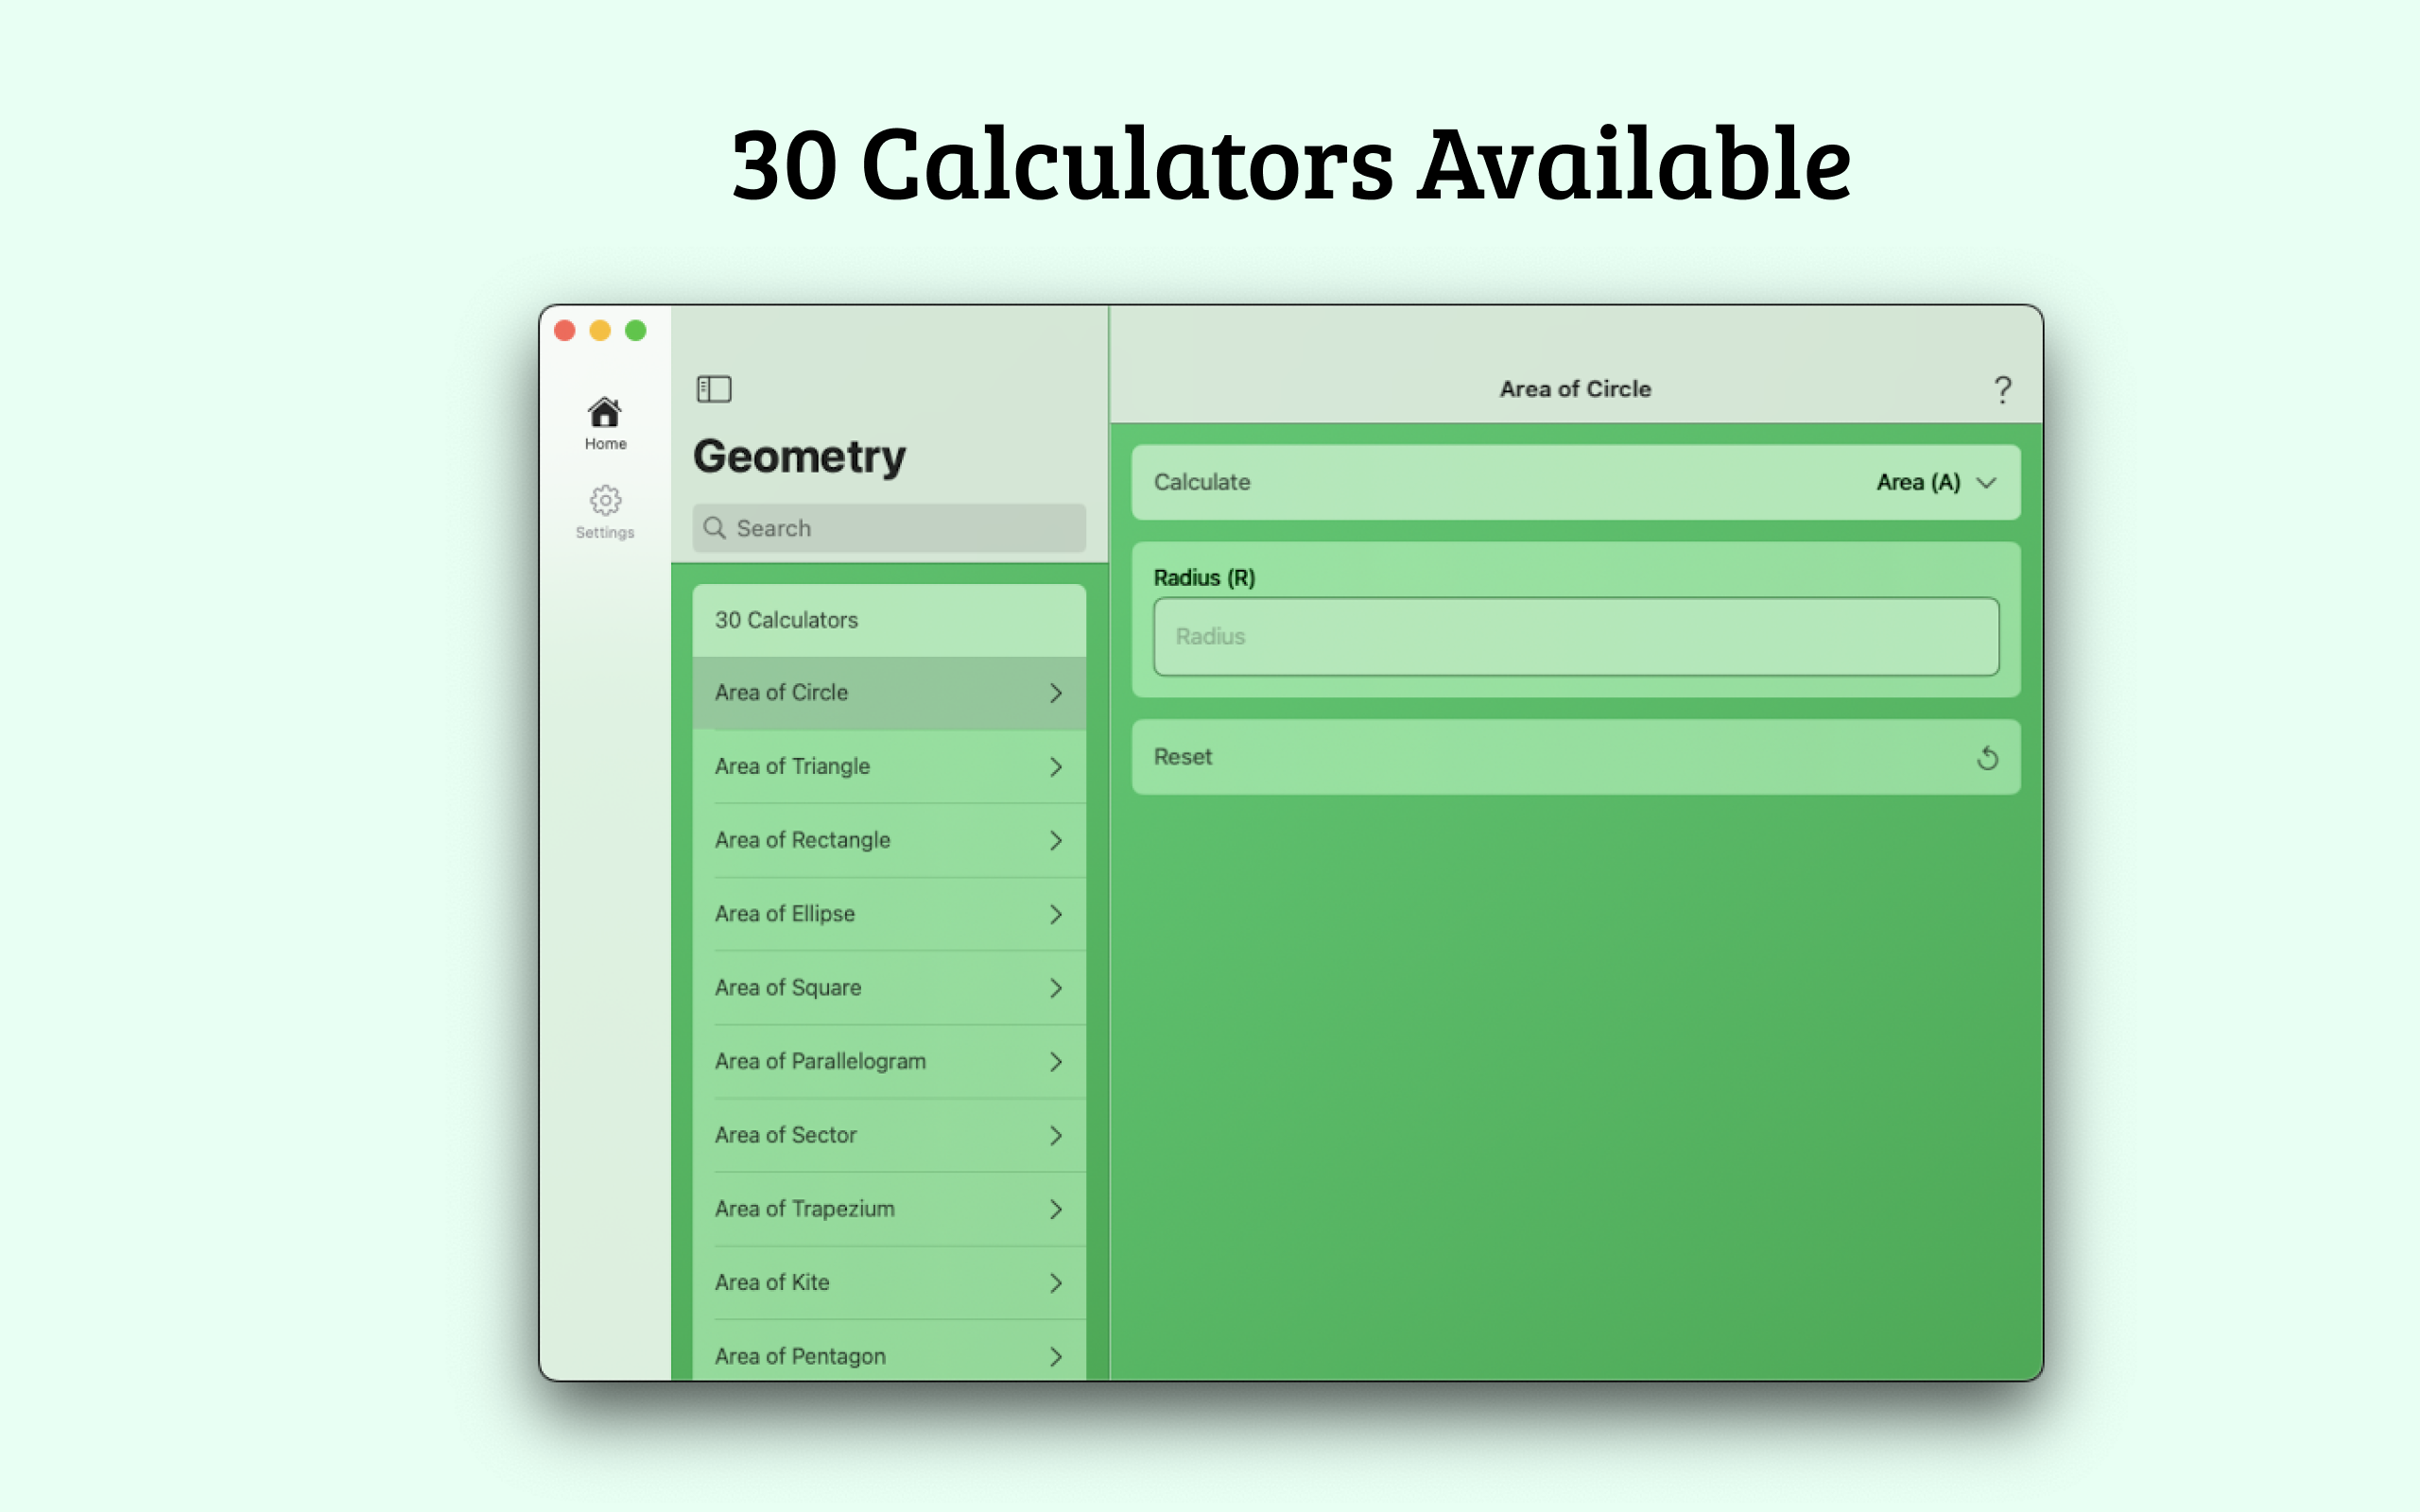 30 Calculators Available
Home
Settings
Geometry
Search
30 Calculators
Area of Circle
Area of Triangle
Area of Rectangle
Area of Ellipse
Area of Square
Area of Parallelogram
Area of Sector
Area of Trapezium
Area of Kite
Area of Pentagon
Area of Circle ?
Calculate Area (A)
Radius (R)
Radius
Reset